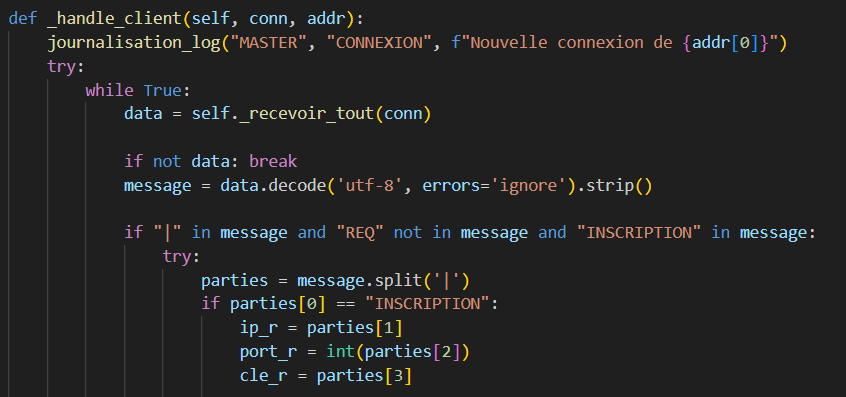 def _handle_client(self, conn, addr):
    journalisation_log("MASTER", "CONNEXION", f"Nouvelle connexion de {addr[0]}")
    try:
        while True:
            data = self._recevoir_tout(conn)

            if not data: break
            message = data.decode('utf-8', errors='ignore').strip()

            if "|" in message and "REQ" not in message and "INSCRIPTION" in message:
                try:
                    parties = message.split('|')
                    if parties[0] == "INSCRIPTION":
                        ip_r = parties[1]
                        port_r = int(parties[2])
                        cle_r = parties[3]